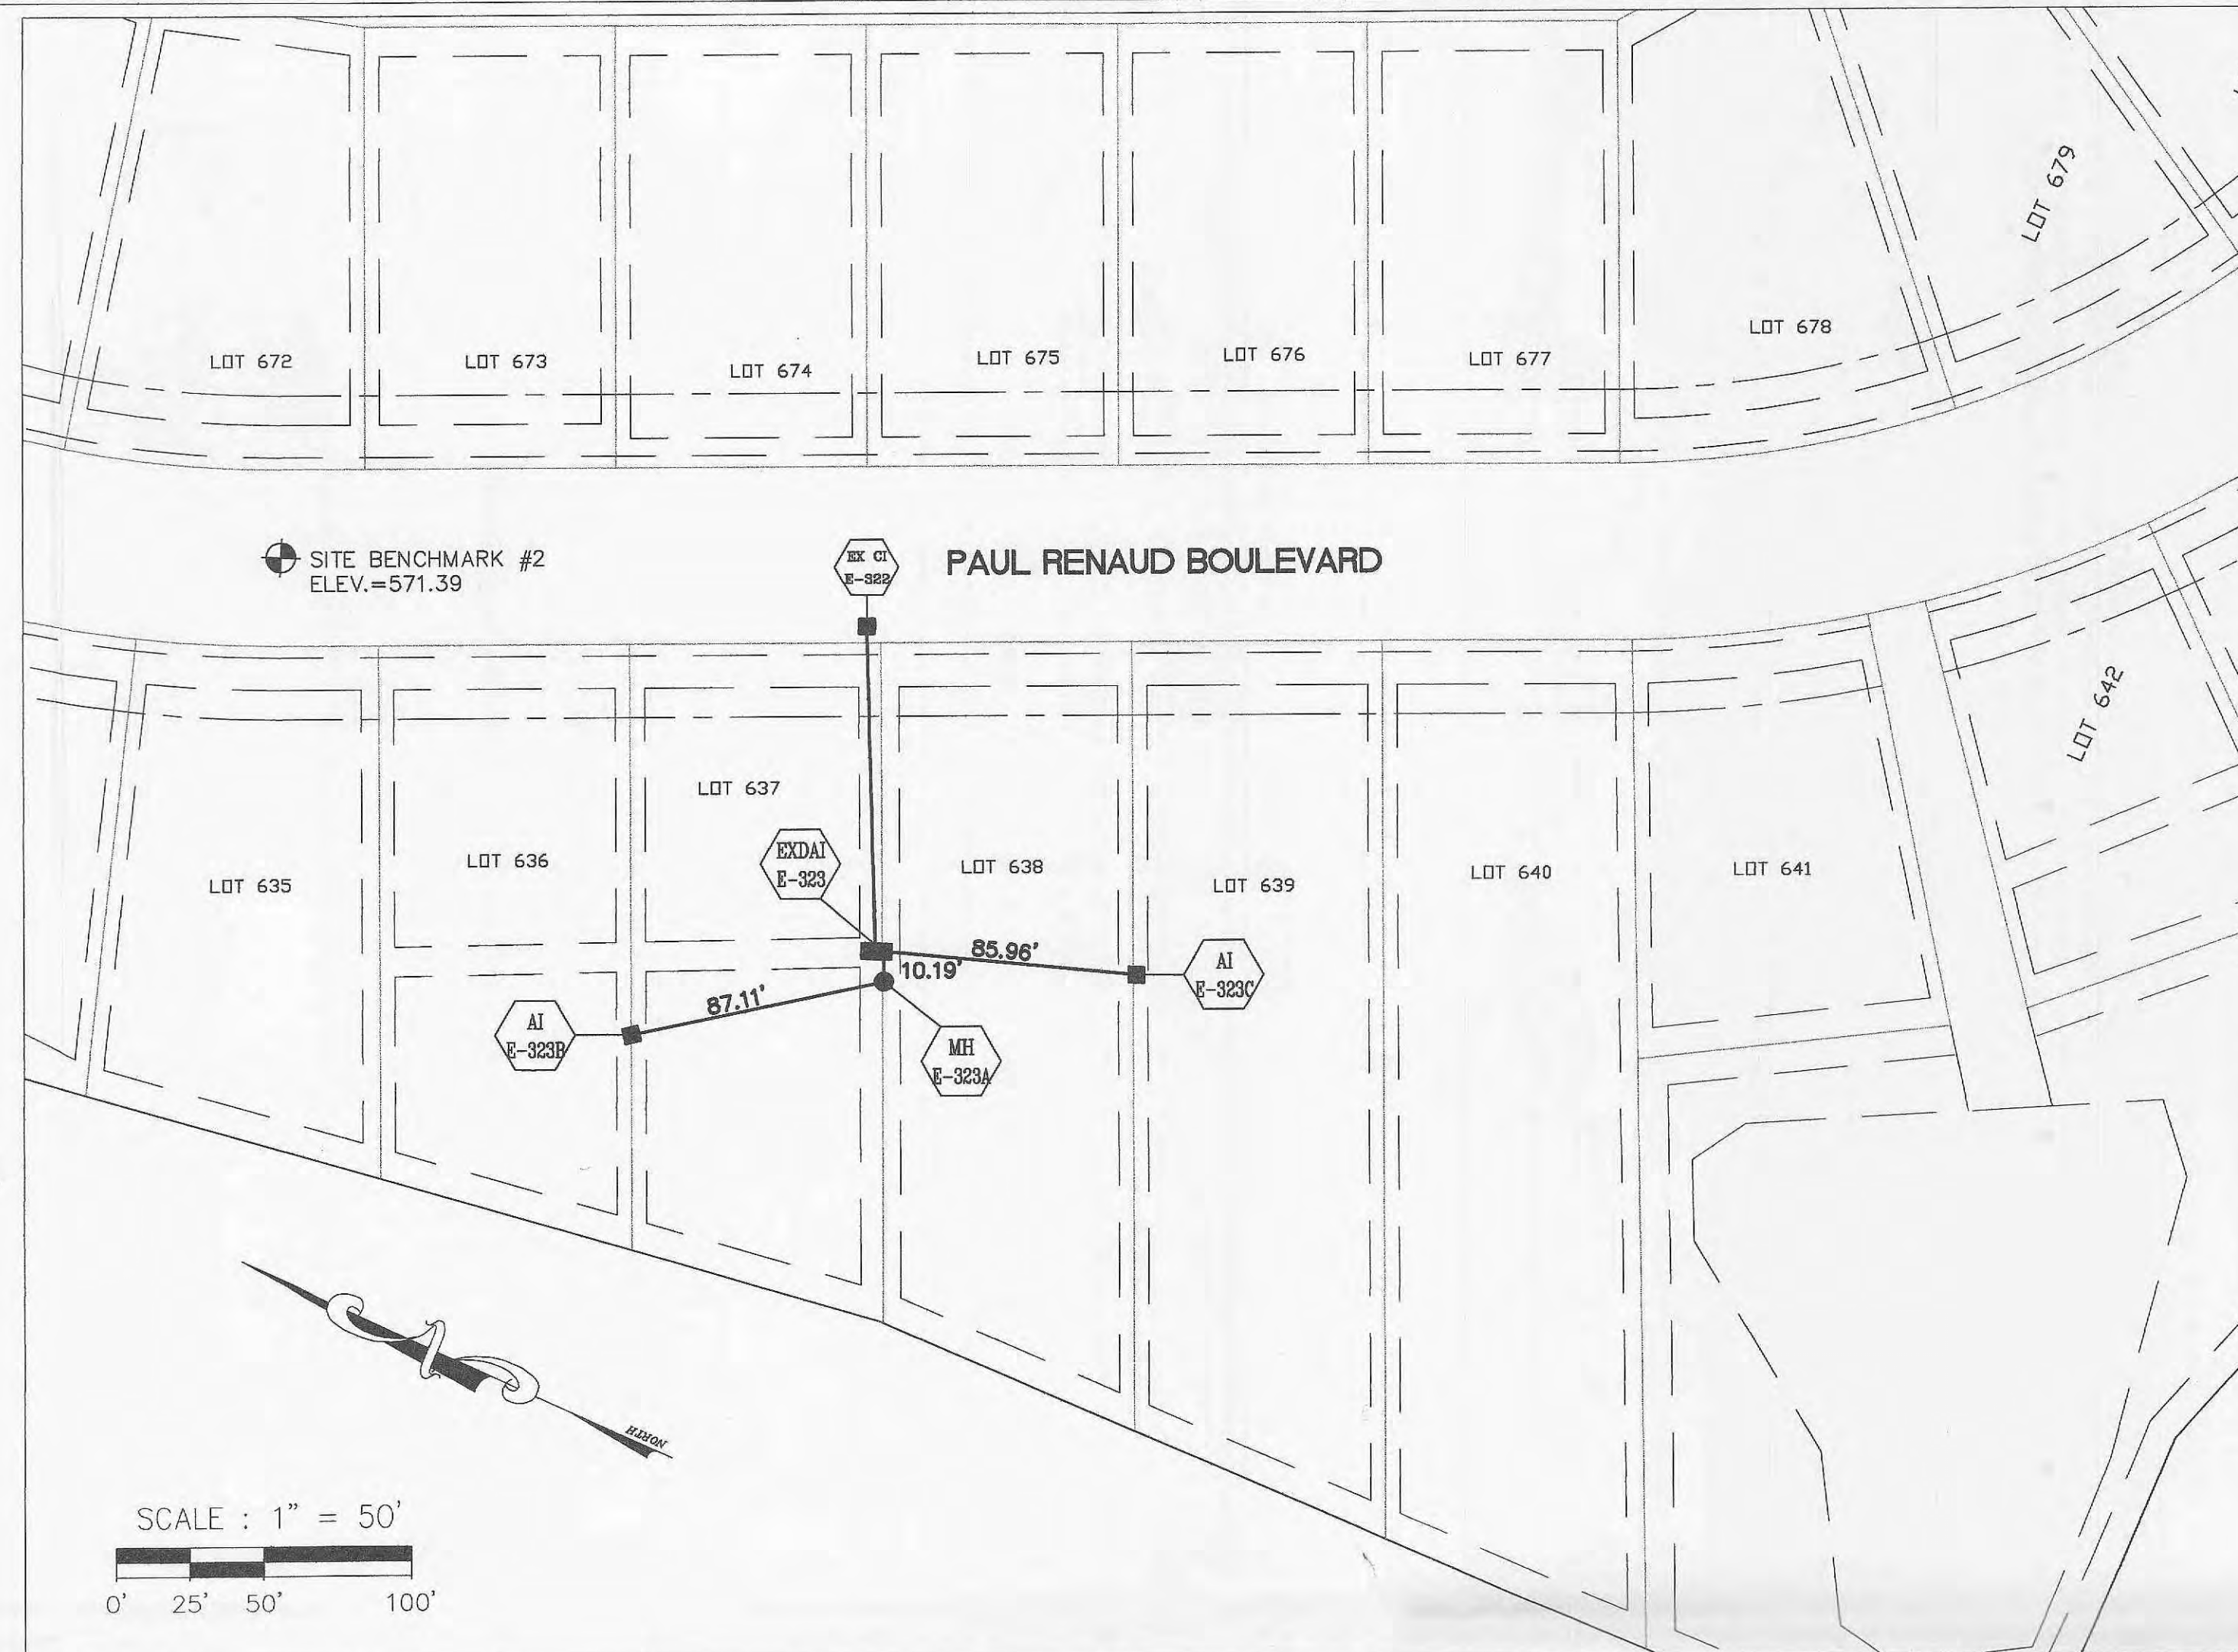 LOT 679
LOT 678
LOT 672
LOT 673
LOT 674
LOT 675
LOT 676
LOT 677
SITE BENCHMARK #2
ELEV.=571.39
EX CI
E-322
PAUL RENAUD BOULEVARD
LOT 642
LOT 637
LOT 636
LOT 635
EXDAI
E-323
LOT 638
LOT 639
LOT 640
LOT 641
85.96'
10.19'
87.11'
AI
E-323C
AI
E-323B
MH
E-323A
NORTH
SCALE : 1" = 50'
0' 25' 50' 100'